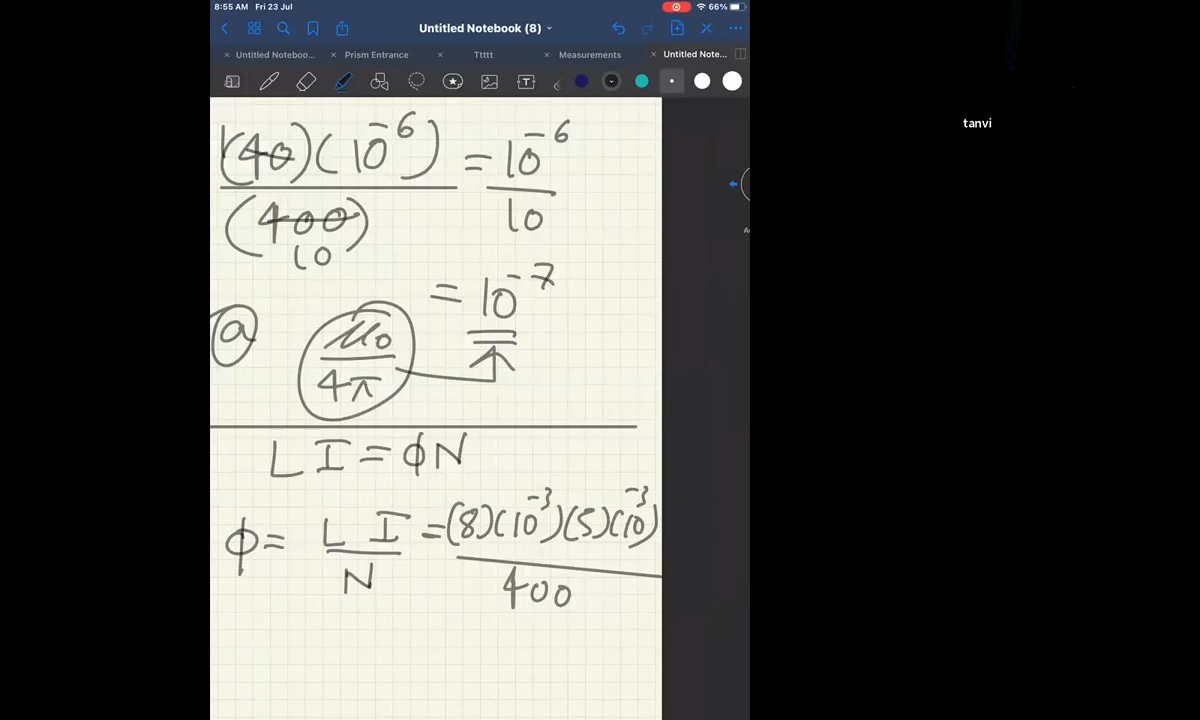 8:55 AM Fri 23 Jul 66%
Untitled Notebook (8)
Untitled Noteboo... Prism Entrance Ttttt Measurements Untitled Note...
tanvi
(40)(10⁻⁶) / (400) 10 = 10⁻⁶ / 10
= 10⁻⁷
a μ₀ / 4π
L I = ϕN
ϕ = L I / N = (8)(10⁻³)(5)(10⁻³) / 400